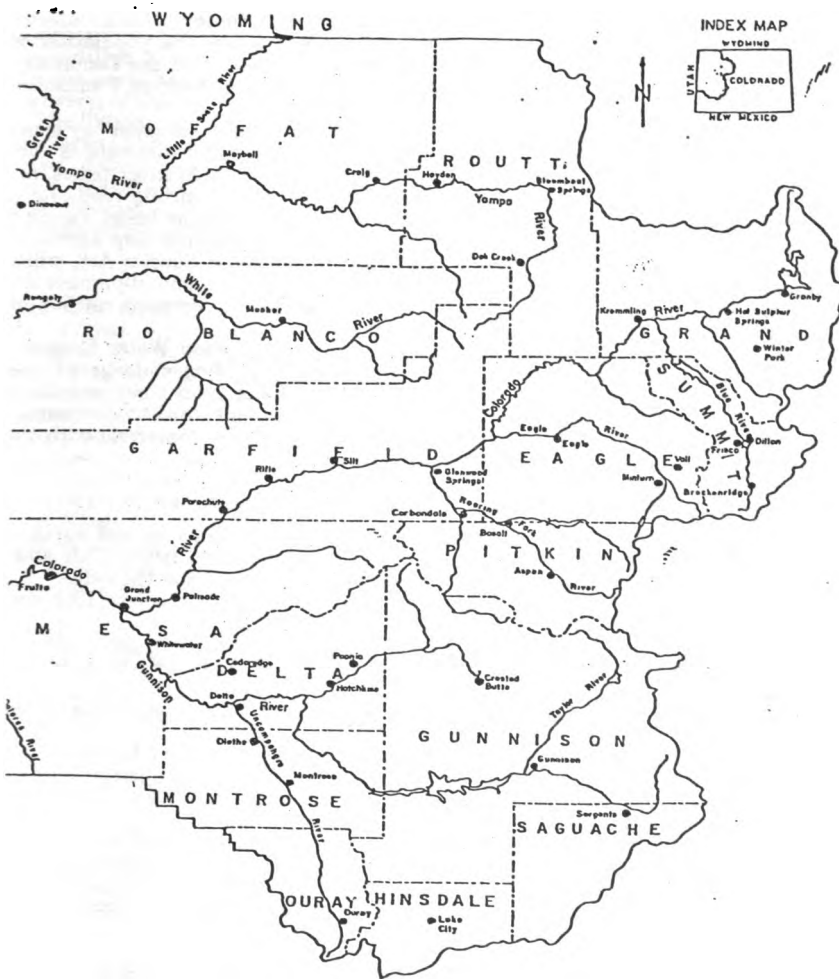 WYOMING
INDEX MAP
WYOMING
UTAH
COLORADO
NEW MEXICO
N
Green River
Little Snake River
MOFFAT
Yampa River
Maybell
Dinosaur
Craig
Hayden
ROUTT
Steamboat Springs
Yampa River
Oak Creek
Rangely
White River
Meeker
RIO BLANCO
Kremmling
River
Hot Sulphur Springs
Granby
GRAND
Winter Park
SUMMIT
Blue River
Dillon
Frisco
Breckenridge
Colorado
GARFIELD
Silt
Rifle
Parachute
Glenwood Springs
Eagle
Eagle
River
EAGLE
Vail
Minturn
Carbondale
Roaring Fork
Basalt
PITKIN
Aspen
River
River
Colorado
Fruita
Grand Junction
Palisade
MESA
Whitewater
Gunnison
Cedaredge
Paonia
DELTA
Hotchkiss
Delta
River
Crested Butte
Taylor River
GUNNISON
Gunnison
Dolores River
Olathe
Uncompahgre
Montrose
MONTROSE
River
Sargents
SAGUACHE
OURAY
HINSDALE
Ouray
Lake City